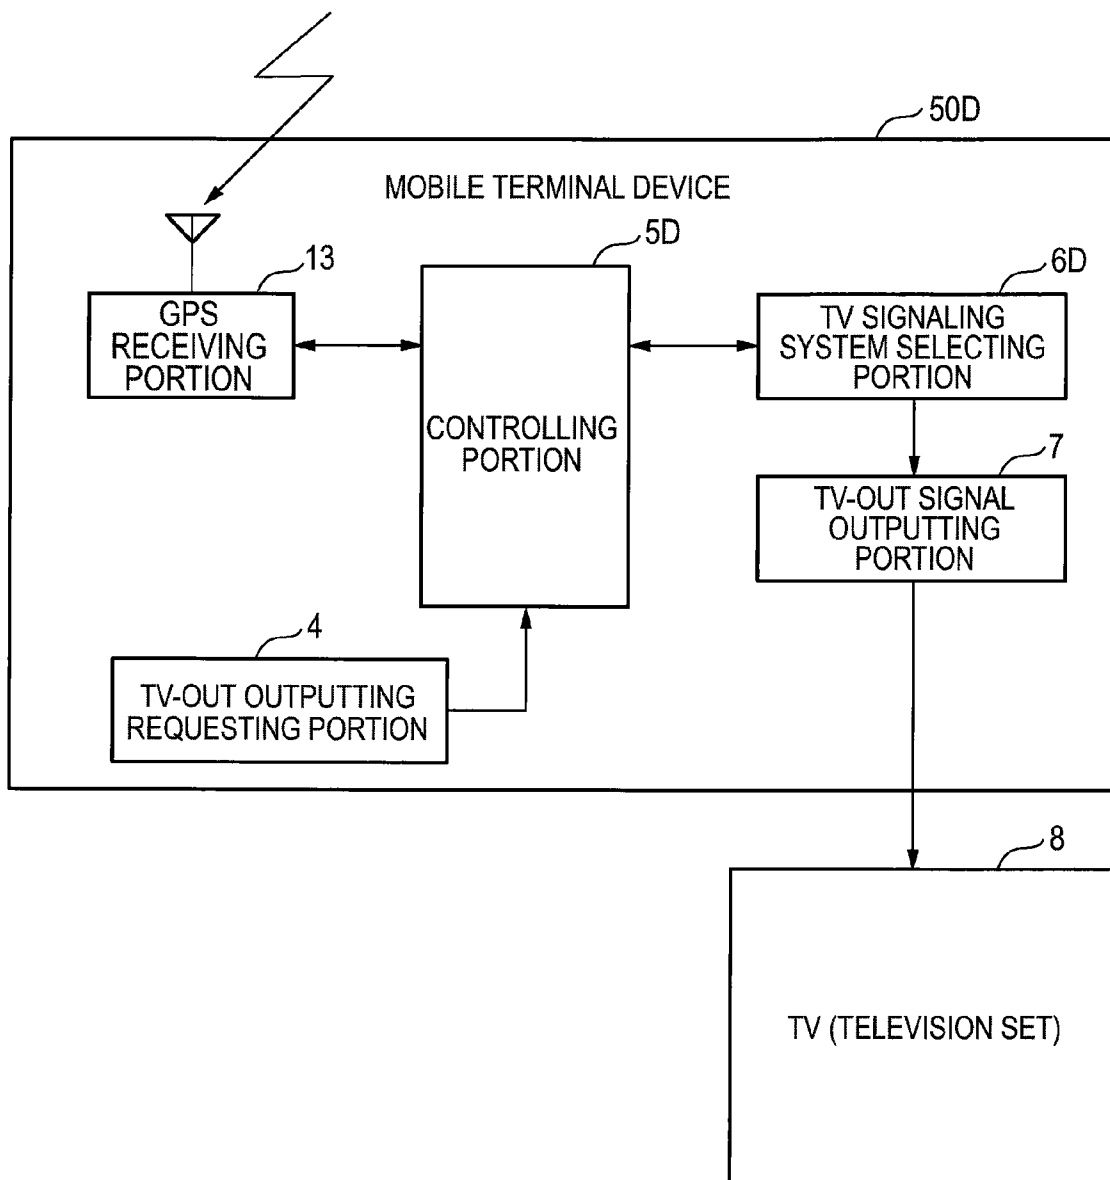 50D
MOBILE TERMINAL DEVICE
5D
13
6D
GPS
RECEIVING
PORTION
TV SIGNALING
SYSTEM SELECTING
PORTION
CONTROLLING
PORTION
7
TV-OUT SIGNAL
OUTPUTTING
PORTION
4
TV-OUT OUTPUTTING
REQUESTING PORTION
8
TV (TELEVISION SET)